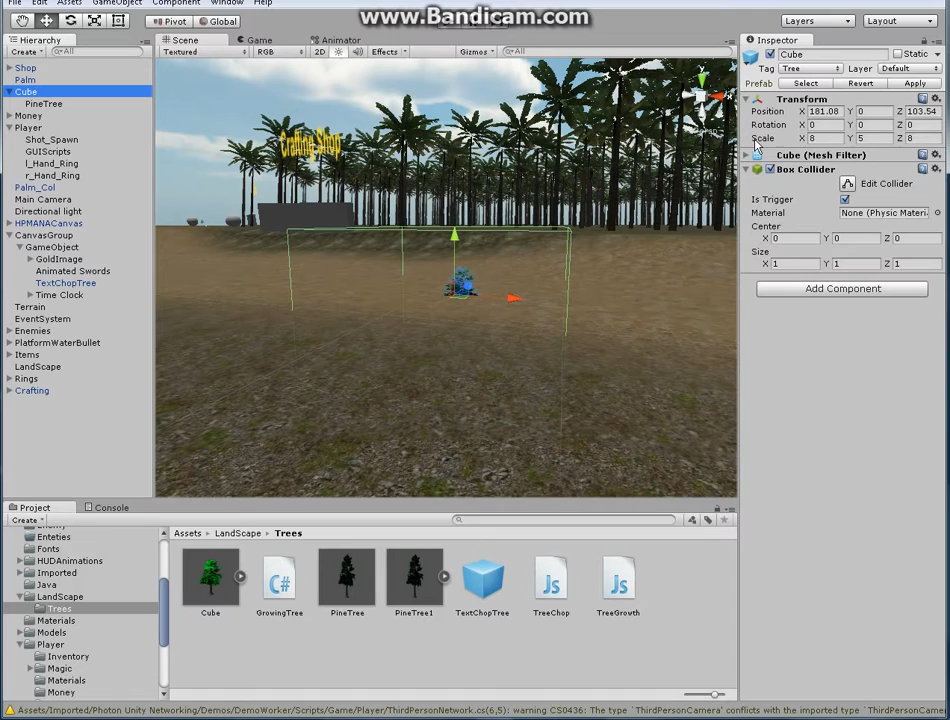 File Edit Assets GameObject Component Window Help
www.Bandicam.com
Pivot Global Layers Layout
Hierarchy Scene Game Animator Inspector
Create All Textured RGB 2D Effects Gizmos All
Shop
Palm
Cube
PineTree
Money
Player
Shot_Spawn
GUIScripts
l_Hand_Ring
r_Hand_Ring
Palm_Col
Main Camera
Directional light
HPMANACanvas
CanvasGroup
GameObject
GoldImage
Animated Swords
TextChopTree
Time Clock
Terrain
EventSystem
Enemies
PlatformWaterBullet
Items
LandScape
Rings
Crafting
Crafting Shop
y
Persp
Cube Static
Tag Tree Layer Default
Prefab Select Revert Apply
Transform
Position X 181.08 Y 0 Z 103.54
Rotation X 0 Y 0 Z 0
Scale X 8 Y 5 Z 8
Cube (Mesh Filter)
Box Collider
Edit Collider
Is Trigger
Material None (Physic Materi
Center
X 0 Y 0 Z 0
Size
X 1 Y 1 Z 1
Add Component
Project Console
Create
Enteties
Fonts
HUDAnimations
Imported
Java
LandScape
Trees
Materials
Models
Player
Inventory
Magic
Materials
Money
Assets LandScape Trees
C# Js Js
Cube GrowingTree PineTree PineTree1 TextChopTree TreeChop TreeGrowth
Assets/Imported/Photon Unity Networking/Demos/DemoWorker/Scripts/Game/Player/ThirdPersonNetwork.cs(6,5): warning CS0436: The type `ThirdPersonCamera' conflicts with the imported type `ThirdPersonCamer